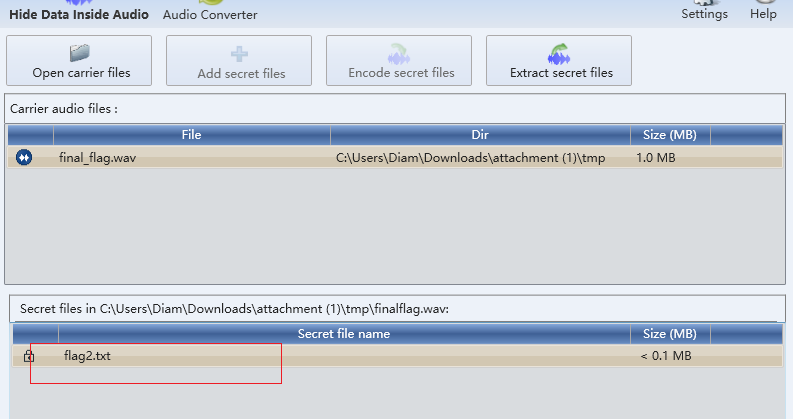 Hide Data Inside Audio Audio Converter Settings Help
Open carrier files Add secret files Encode secret files Extract secret files
Carrier audio files :
File Dir Size (MB)
final_flag.wav C:\Users\Diam\Downloads\attachment (1)\tmp 1.0 MB
Secret files in C:\Users\Diam\Downloads\attachment (1)\tmp\finalflag.wav:
Secret file name Size (MB)
flag2.txt < 0.1 MB